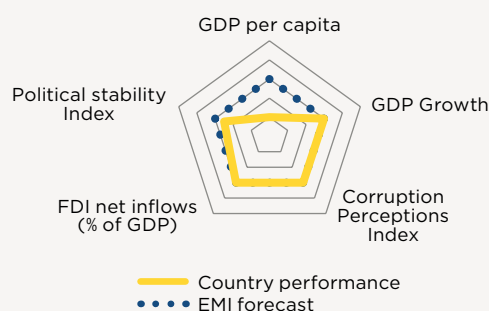 GDP per capita
Political stability
Index
GDP Growth
FDI net inflows
(% of GDP)
Corruption
Perceptions
Index
Country performance
EMI forecast